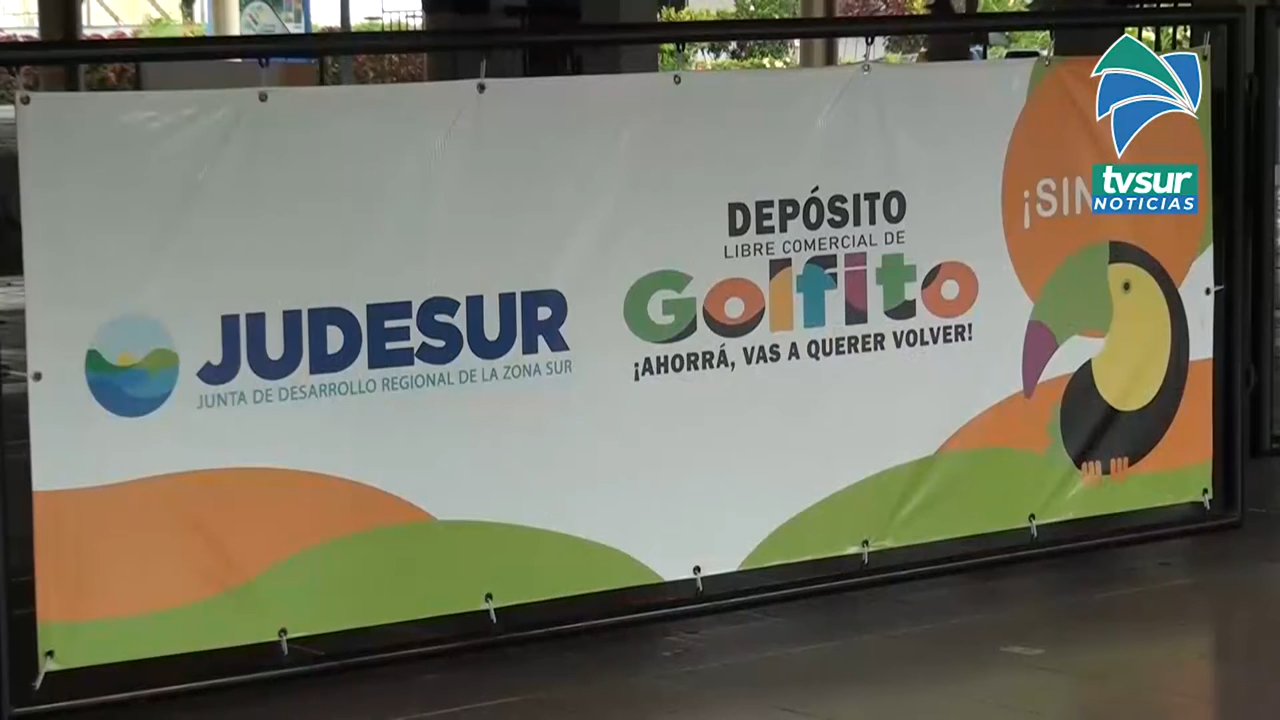 JUDESUR
JUNTA DE DESARROLLO REGIONAL DE LA ZONA SUR
DEPÓSITO
LIBRE COMERCIAL DE
Golfito
¡AHORRÁ, VAS A QUERER VOLVER!
tvsur
NOTICIAS